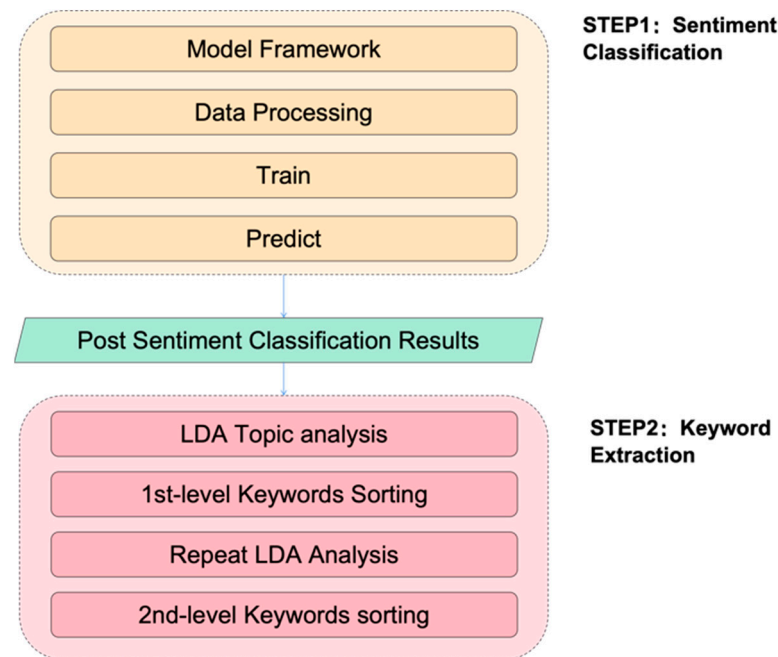 STEP1：Sentiment
Classification
Model Framework
Data Processing
Train
Predict
Post Sentiment Classification Results
STEP2：Keyword
Extraction
LDA Topic analysis
1st-level Keywords Sorting
Repeat LDA Analysis
2nd-level Keywords sorting